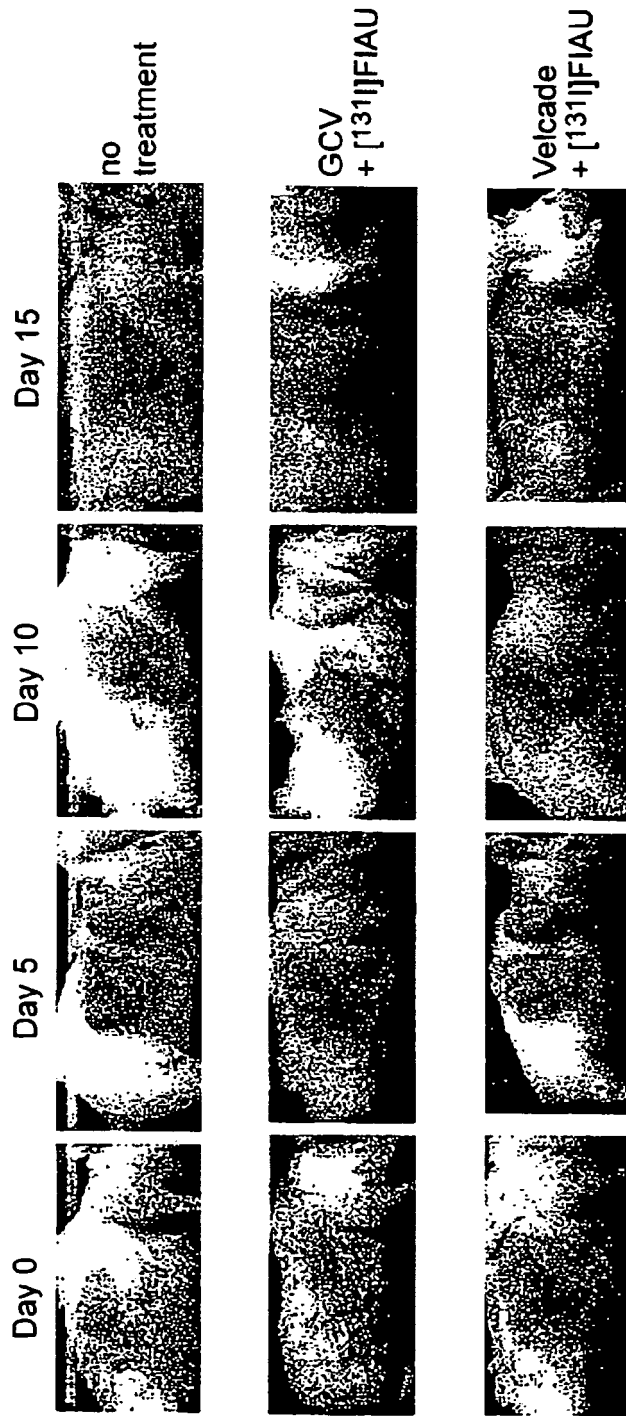 Day 0
Day 5
Day 10
Day 15
no
treatment
GCV
+ [131I]FIAU
Velcade
+ [131I]FIAU